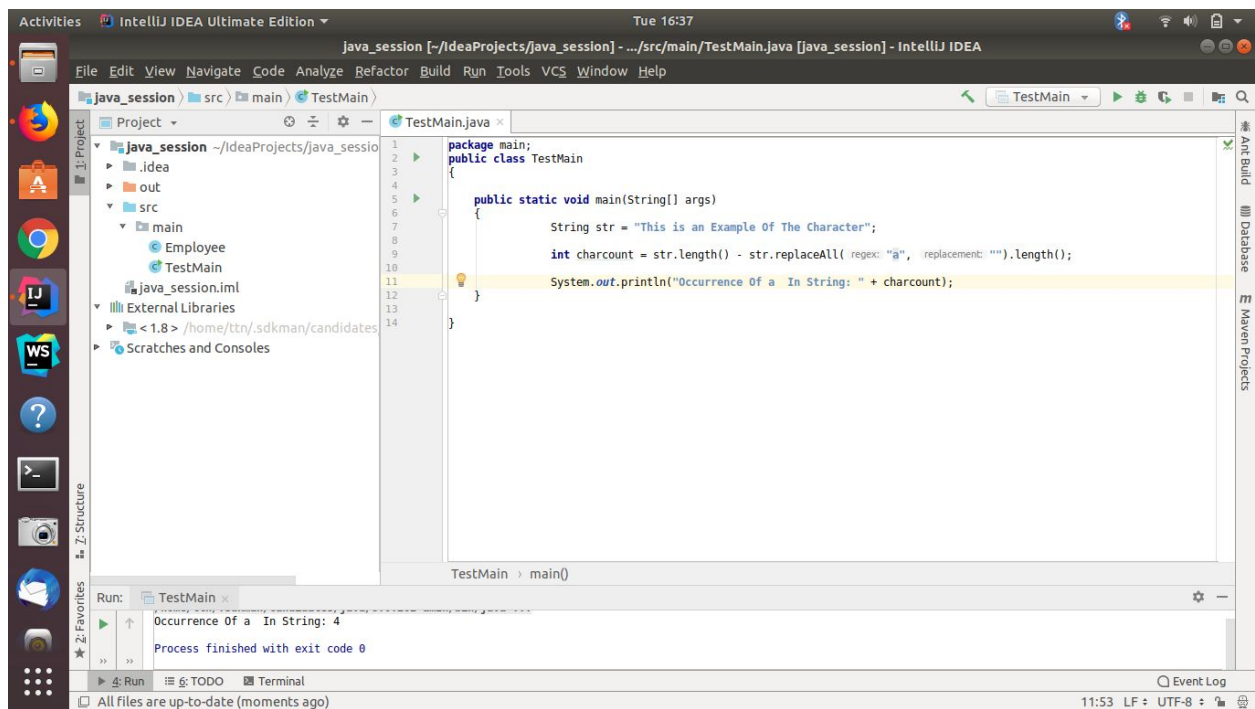 Activities IntelliJ IDEA Ultimate Edition Tue 16:37
java_session [~/IdeaProjects/java_session] - .../src/main/TestMain.java [java_session] - IntelliJ IDEA
File Edit View Navigate Code Analyze Refactor Build Run Tools VCS Window Help
java_session src main TestMain TestMain
Project
TestMain.java
java_session ~/IdeaProjects/java_sessio
.idea
out
src
main
Employee
TestMain
java_session.iml
External Libraries
< 1.8 > /home/ttn/.sdkman/candidates
Scratches and Consoles
1 package main;
2 public class TestMain
3 {
4
5 public static void main(String[] args)
6 {
7 String str = "This is an Example Of The Character";
8
9 int charcount = str.length() - str.replaceAll( regex: "a", replacement: "").length();
10
11 System.out.println("Occurrence Of a  In String: " + charcount);
12 }
13
14 }
TestMain > main()
1: Project
Z: Structure
2: Favorites
Ant Build
Database
m Maven Projects
IJ
WS
Run: TestMain
Occurrence Of a  In String: 4
Process finished with exit code 0
4: Run 6: TODO Terminal Event Log
All files are up-to-date (moments ago) 11:53 LF UTF-8